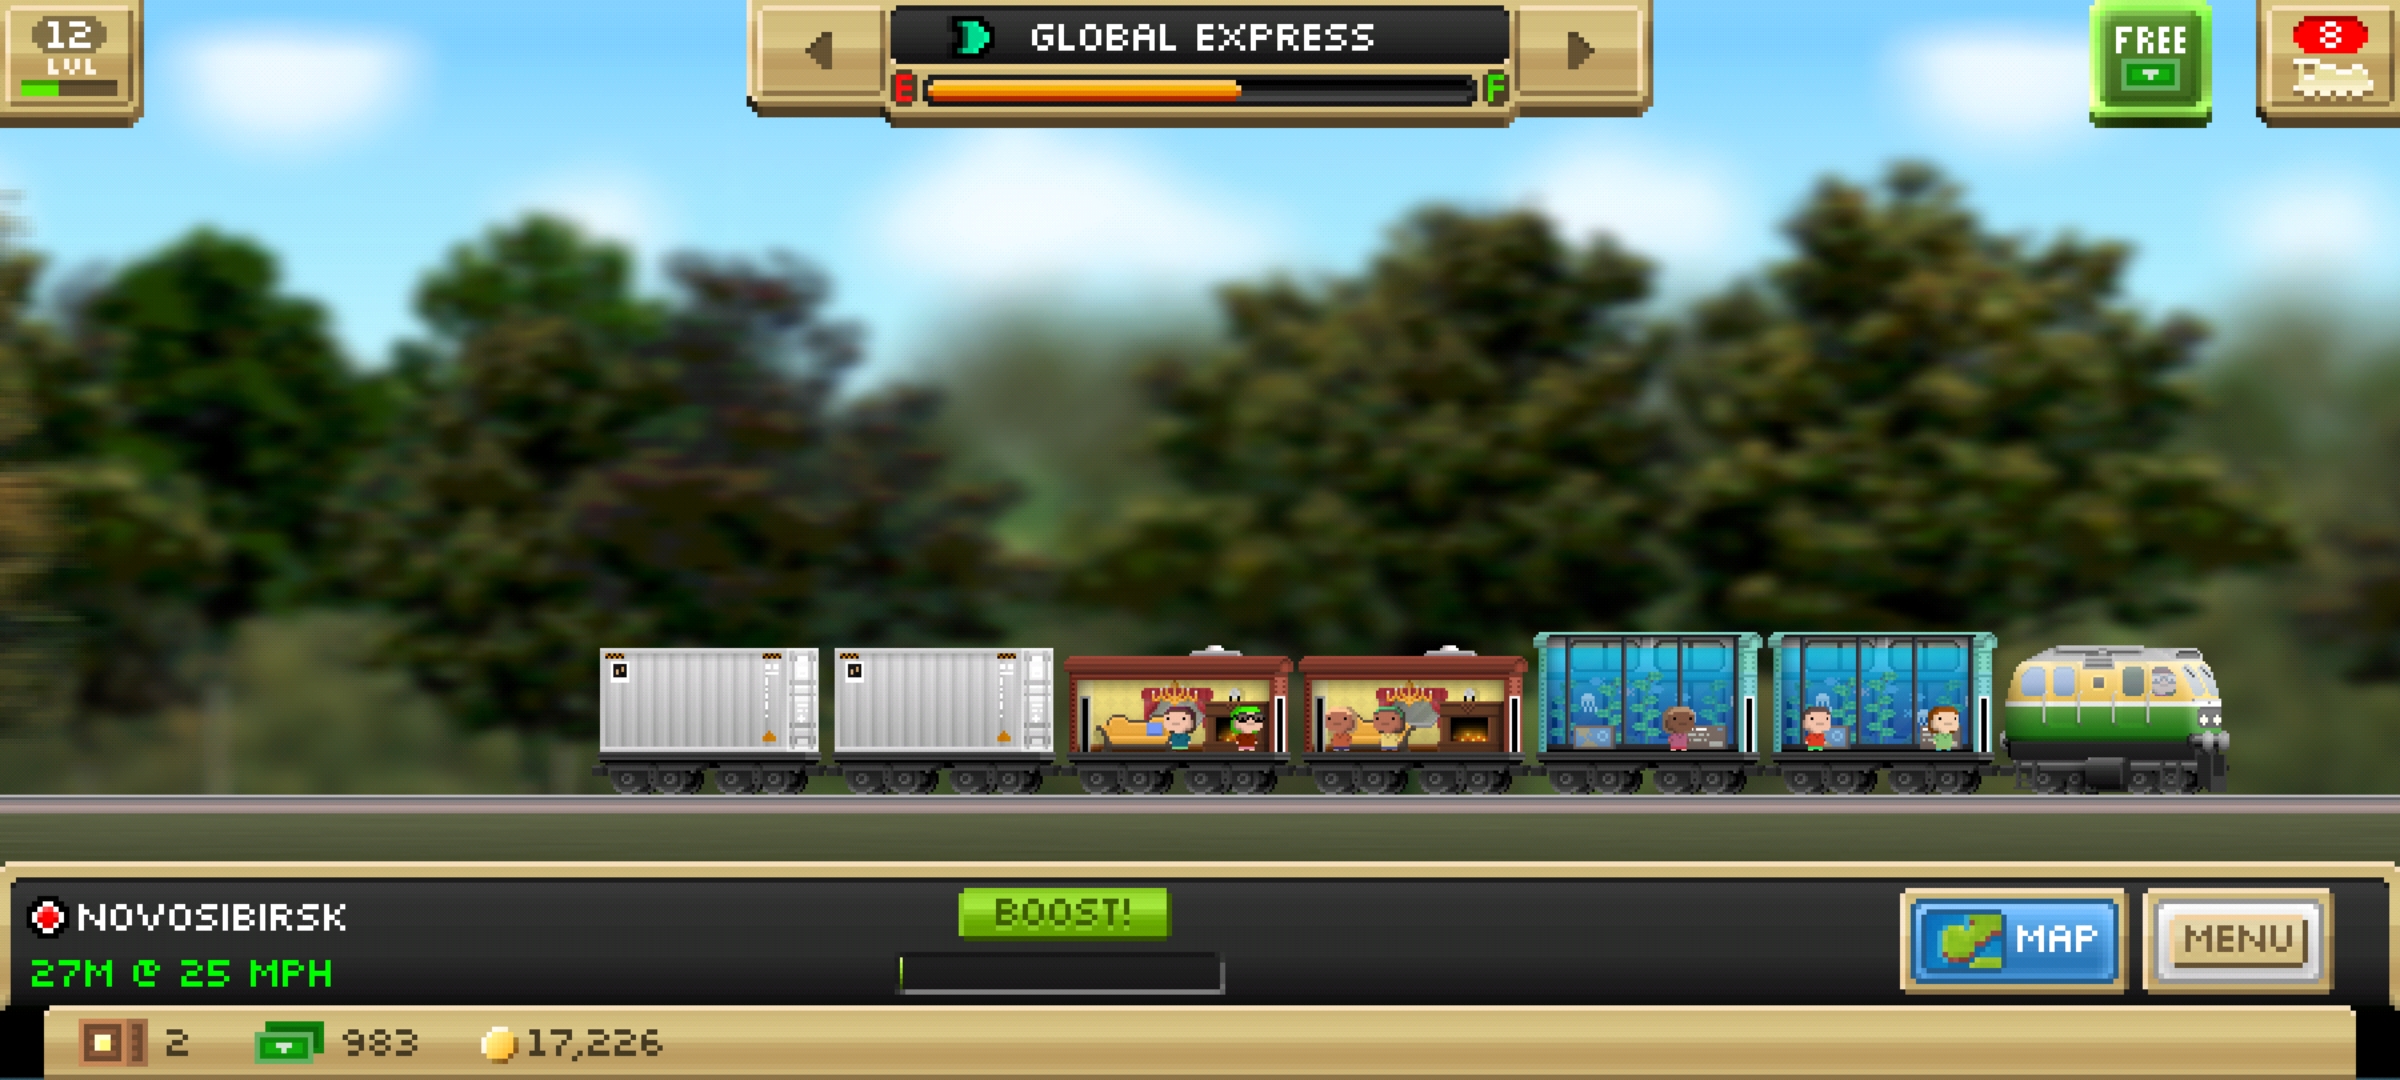 12
LVL
GLOBAL EXPRESS
E F
FREE
8
NOVOSIBIRSK
27M @ 25 MPH
BOOST!
MAP
MENU
2 983 17,226